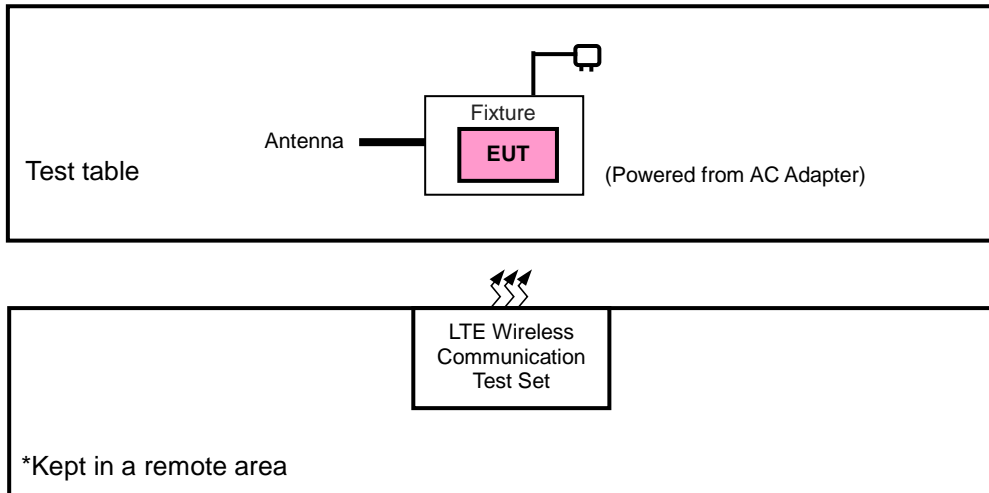 Fixture
Antenna
EUT
Test table
(Powered from AC Adapter)
LTE Wireless
Communication
Test Set
*Kept in a remote area